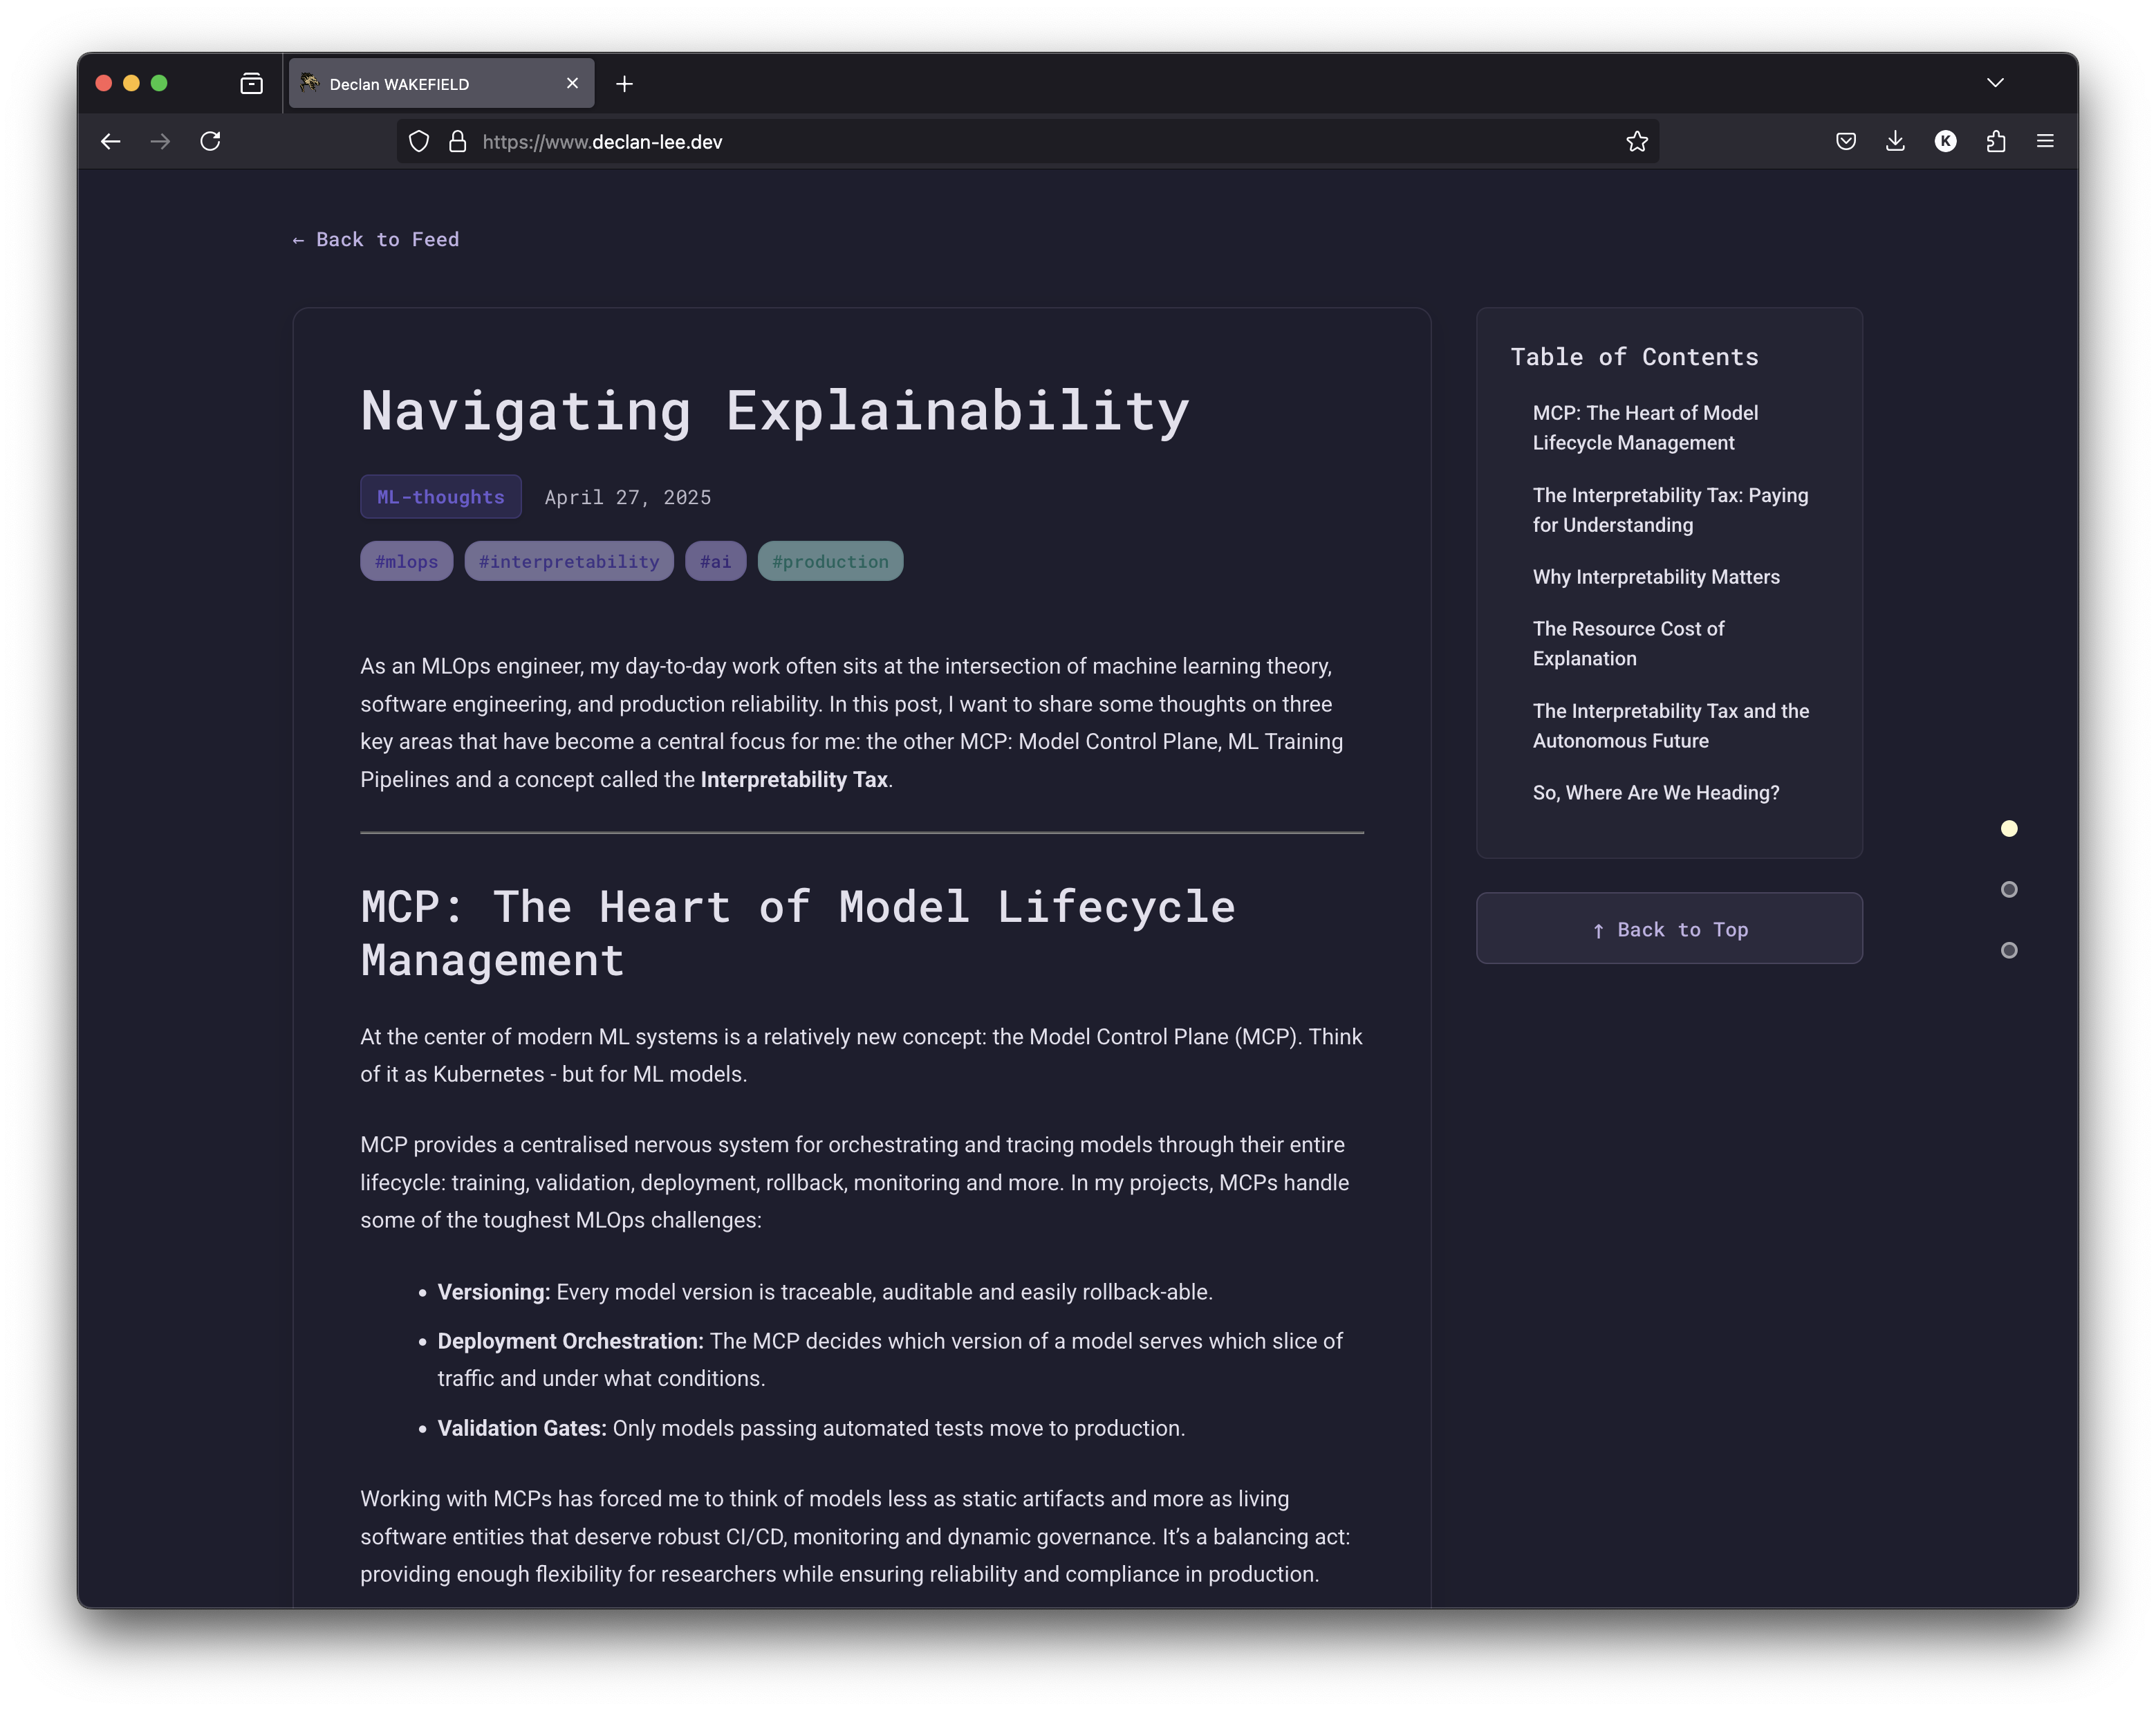 Declan WAKEFIELD
https://www.declan-lee.dev
K
← Back to Feed
Navigating Explainability
ML-thoughts April 27, 2025
#mlops #interpretability #ai #production
As an MLOps engineer, my day-to-day work often sits at the intersection of machine learning theory,
software engineering, and production reliability. In this post, I want to share some thoughts on three
key areas that have become a central focus for me: the other MCP: Model Control Plane, ML Training
Pipelines and a concept called the Interpretability Tax.
MCP: The Heart of Model Lifecycle
Management
At the center of modern ML systems is a relatively new concept: the Model Control Plane (MCP). Think
of it as Kubernetes - but for ML models.
MCP provides a centralised nervous system for orchestrating and tracing models through their entire
lifecycle: training, validation, deployment, rollback, monitoring and more. In my projects, MCPs handle
some of the toughest MLOps challenges:
• Versioning: Every model version is traceable, auditable and easily rollback-able.
• Deployment Orchestration: The MCP decides which version of a model serves which slice of
traffic and under what conditions.
• Validation Gates: Only models passing automated tests move to production.
Working with MCPs has forced me to think of models less as static artifacts and more as living
software entities that deserve robust CI/CD, monitoring and dynamic governance. It’s a balancing act:
providing enough flexibility for researchers while ensuring reliability and compliance in production.
Table of Contents
MCP: The Heart of Model
Lifecycle Management
The Interpretability Tax: Paying
for Understanding
Why Interpretability Matters
The Resource Cost of
Explanation
The Interpretability Tax and the
Autonomous Future
So, Where Are We Heading?
↑ Back to Top